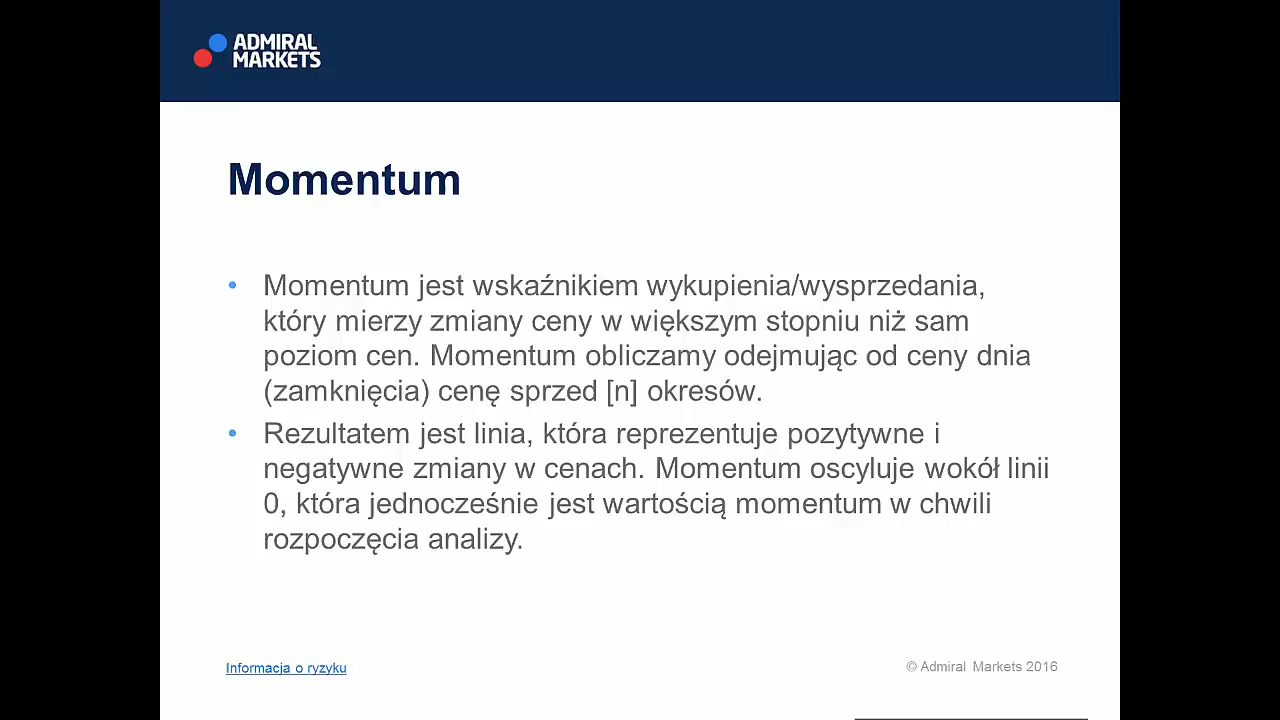 ADMIRAL
MARKETS
Momentum
• Momentum jest wskaźnikiem wykupienia/wysprzedania,
który mierzy zmiany ceny w większym stopniu niż sam
poziom cen. Momentum obliczamy odejmując od ceny dnia
(zamknięcia) cenę sprzed [n] okresów.
• Rezultatem jest linia, która reprezentuje pozytywne i
negatywne zmiany w cenach. Momentum oscyluje wokół linii
0, która jednocześnie jest wartością momentum w chwili
rozpoczęcia analizy.
Informacja o ryzyku
© Admiral Markets 2016